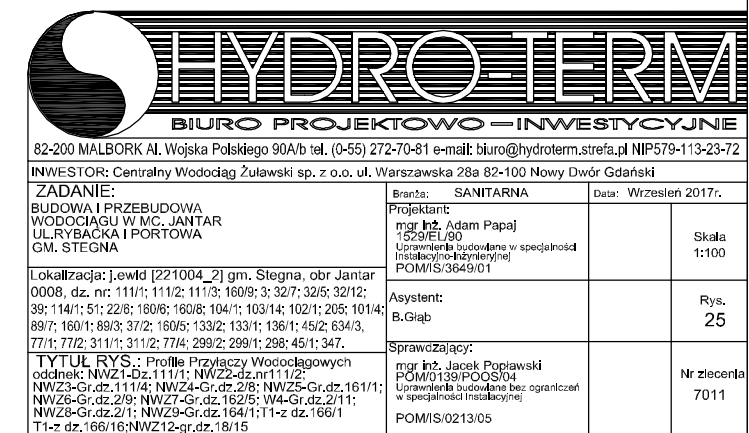 HYDRO-TERM
BIURO PROJEKTOWO-INWESTYCYJNE
82-200 MALBORK Al. Wojska Polskiego 90A/b tel. (0-55) 272-70-81 e-mail: biuro@hydroterm.strefa.pl NIP579-113-23-72
INWESTOR: Centralny Wodociąg Żuławski sp. z o.o. ul. Warszawska 28a 82-100 Nowy Dwór Gdański
ZADANIE:
BUDOWA I PRZEBUDOWA
WODOCIĄGU W MC. JANTAR
UL.RYBACKA I PORTOWA
GM. STEGNA
Lokalizacja: j.ewid [221004_2] gm. Stegna, obr Jantar
0008, dz. nr: 111/1; 111/2; 111/3; 160/9; 3; 32/7; 32/5; 32/12;
39; 114/1; 51; 22/6; 160/6; 160/8; 104/1; 103/14; 102/1; 205; 101/4;
89/7; 160/1; 89/3; 37/2; 160/5; 133/2; 133/1; 136/1; 45/2; 634/3,
77/1; 77/2; 311/1; 311/2; 77/4; 299/2; 299/1; 298; 45/1; 347.
TYTUŁ RYS.: Profile Przyłączy Wodociągowych
odcinek: NWZ1-Dz.111/1; NWZ2-dz.nr111/2;
NWZ3-Gr.dz.111/4; NWZ4-Gr.dz.2/8; NWZ5-Gr.dz.161/1;
NWZ6-Gr.dz.2/9; NWZ7-Gr.dz.162/5; W4-Gr.dz.2/11;
NWZ8-Gr.dz.2/1; NWZ9-Gr.dz.164/1;T1-z dz.166/1
T1-z dz.166/16;NWZ12-gr.dz.18/15
Branża: SANITARNA
Data: Wrzesień 2017r.
Projektant:
mgr inż. Adam Papaj
1529/EL/90
Uprawnienia budowlane w specjalności
Instalacyjno-Inżynieryjnej
POM/IS/3649/01
Skala
1:100
Asystent:
B.Głąb
Rys.
25
Sprawdzający:
mgr inż. Jacek Popławski
POM/0139/POOS/04
Uprawnienia budowlane bez ograniczeń
w specjalności Instalacyjnej
POM/IS/0213/05
Nr zlecenia
7011